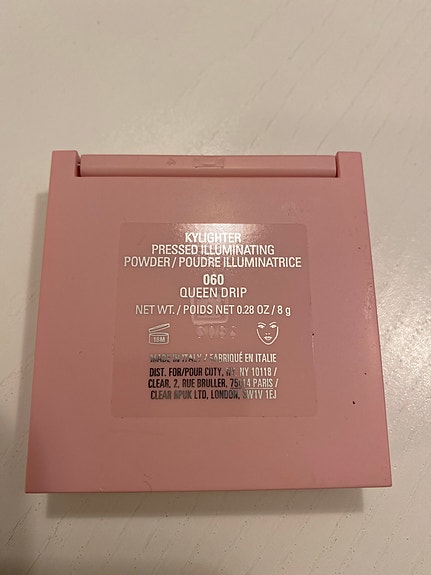 KYLIGHTER
PRESSED ILLUMINATING
POWDER / POUDRE ILLUMINATRICE
060
QUEEN DRIP
NET WT. / POIDS NET 0.28 OZ / 8 g
18M
MADE IN ITALY / FABRIQUÉ EN ITALIE
DIST. FOR/POUR COTY, NY, NY 10118 /
CLEAR, 2, RUE BRULLER, 75014 PARIS /
CLEAR RPUK LTD, LONDON, SW1V 1EJ